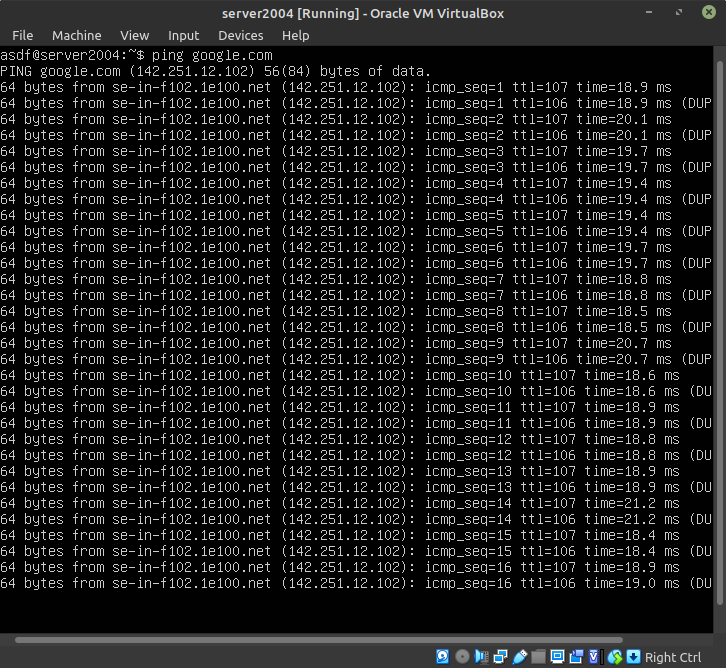 server2004 [Running] - Oracle VM VirtualBox
File Machine View Input Devices Help
asdf@server2004:~$ ping google.com
PING google.com (142.251.12.102) 56(84) bytes of data.
64 bytes from se-in-f102.1e100.net (142.251.12.102): icmp_seq=1 ttl=107 time=18.9 ms
64 bytes from se-in-f102.1e100.net (142.251.12.102): icmp_seq=1 ttl=106 time=18.9 ms (DUP
64 bytes from se-in-f102.1e100.net (142.251.12.102): icmp_seq=2 ttl=107 time=20.1 ms
64 bytes from se-in-f102.1e100.net (142.251.12.102): icmp_seq=2 ttl=106 time=20.1 ms (DUP
64 bytes from se-in-f102.1e100.net (142.251.12.102): icmp_seq=3 ttl=107 time=19.7 ms
64 bytes from se-in-f102.1e100.net (142.251.12.102): icmp_seq=3 ttl=106 time=19.7 ms (DUP
64 bytes from se-in-f102.1e100.net (142.251.12.102): icmp_seq=4 ttl=107 time=19.4 ms
64 bytes from se-in-f102.1e100.net (142.251.12.102): icmp_seq=4 ttl=106 time=19.4 ms (DUP
64 bytes from se-in-f102.1e100.net (142.251.12.102): icmp_seq=5 ttl=107 time=19.4 ms
64 bytes from se-in-f102.1e100.net (142.251.12.102): icmp_seq=5 ttl=106 time=19.4 ms (DUP
64 bytes from se-in-f102.1e100.net (142.251.12.102): icmp_seq=6 ttl=107 time=19.7 ms
64 bytes from se-in-f102.1e100.net (142.251.12.102): icmp_seq=6 ttl=106 time=19.7 ms (DUP
64 bytes from se-in-f102.1e100.net (142.251.12.102): icmp_seq=7 ttl=107 time=18.8 ms
64 bytes from se-in-f102.1e100.net (142.251.12.102): icmp_seq=7 ttl=106 time=18.8 ms (DUP
64 bytes from se-in-f102.1e100.net (142.251.12.102): icmp_seq=8 ttl=107 time=18.5 ms
64 bytes from se-in-f102.1e100.net (142.251.12.102): icmp_seq=8 ttl=106 time=18.5 ms (DUP
64 bytes from se-in-f102.1e100.net (142.251.12.102): icmp_seq=9 ttl=107 time=20.7 ms
64 bytes from se-in-f102.1e100.net (142.251.12.102): icmp_seq=9 ttl=106 time=20.7 ms (DUP
64 bytes from se-in-f102.1e100.net (142.251.12.102): icmp_seq=10 ttl=107 time=18.6 ms
64 bytes from se-in-f102.1e100.net (142.251.12.102): icmp_seq=10 ttl=106 time=18.6 ms (DU
64 bytes from se-in-f102.1e100.net (142.251.12.102): icmp_seq=11 ttl=107 time=18.9 ms
64 bytes from se-in-f102.1e100.net (142.251.12.102): icmp_seq=11 ttl=106 time=18.9 ms (DU
64 bytes from se-in-f102.1e100.net (142.251.12.102): icmp_seq=12 ttl=107 time=18.8 ms
64 bytes from se-in-f102.1e100.net (142.251.12.102): icmp_seq=12 ttl=106 time=18.8 ms (DU
64 bytes from se-in-f102.1e100.net (142.251.12.102): icmp_seq=13 ttl=107 time=18.9 ms
64 bytes from se-in-f102.1e100.net (142.251.12.102): icmp_seq=13 ttl=106 time=18.9 ms (DU
64 bytes from se-in-f102.1e100.net (142.251.12.102): icmp_seq=14 ttl=107 time=21.2 ms
64 bytes from se-in-f102.1e100.net (142.251.12.102): icmp_seq=14 ttl=106 time=21.2 ms (DU
64 bytes from se-in-f102.1e100.net (142.251.12.102): icmp_seq=15 ttl=107 time=18.4 ms
64 bytes from se-in-f102.1e100.net (142.251.12.102): icmp_seq=15 ttl=106 time=18.4 ms (DU
64 bytes from se-in-f102.1e100.net (142.251.12.102): icmp_seq=16 ttl=107 time=18.9 ms
64 bytes from se-in-f102.1e100.net (142.251.12.102): icmp_seq=16 ttl=106 time=19.0 ms (DU
Right Ctrl